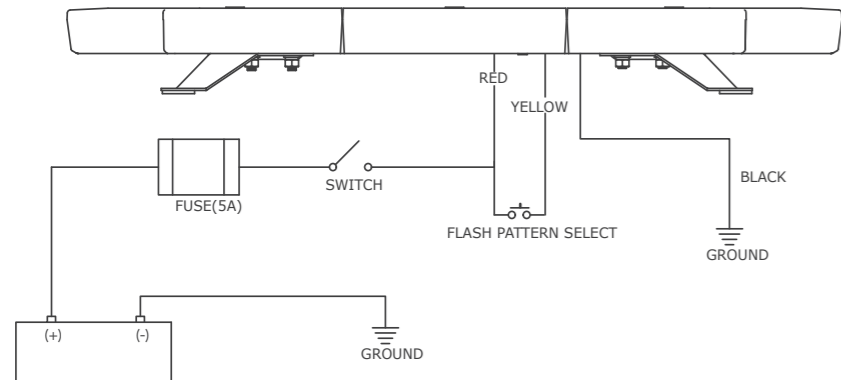 RED
YELLOW
SWITCH
FUSE(5A)
BLACK
FLASH PATTERN SELECT
GROUND
(+)
(-)
GROUND